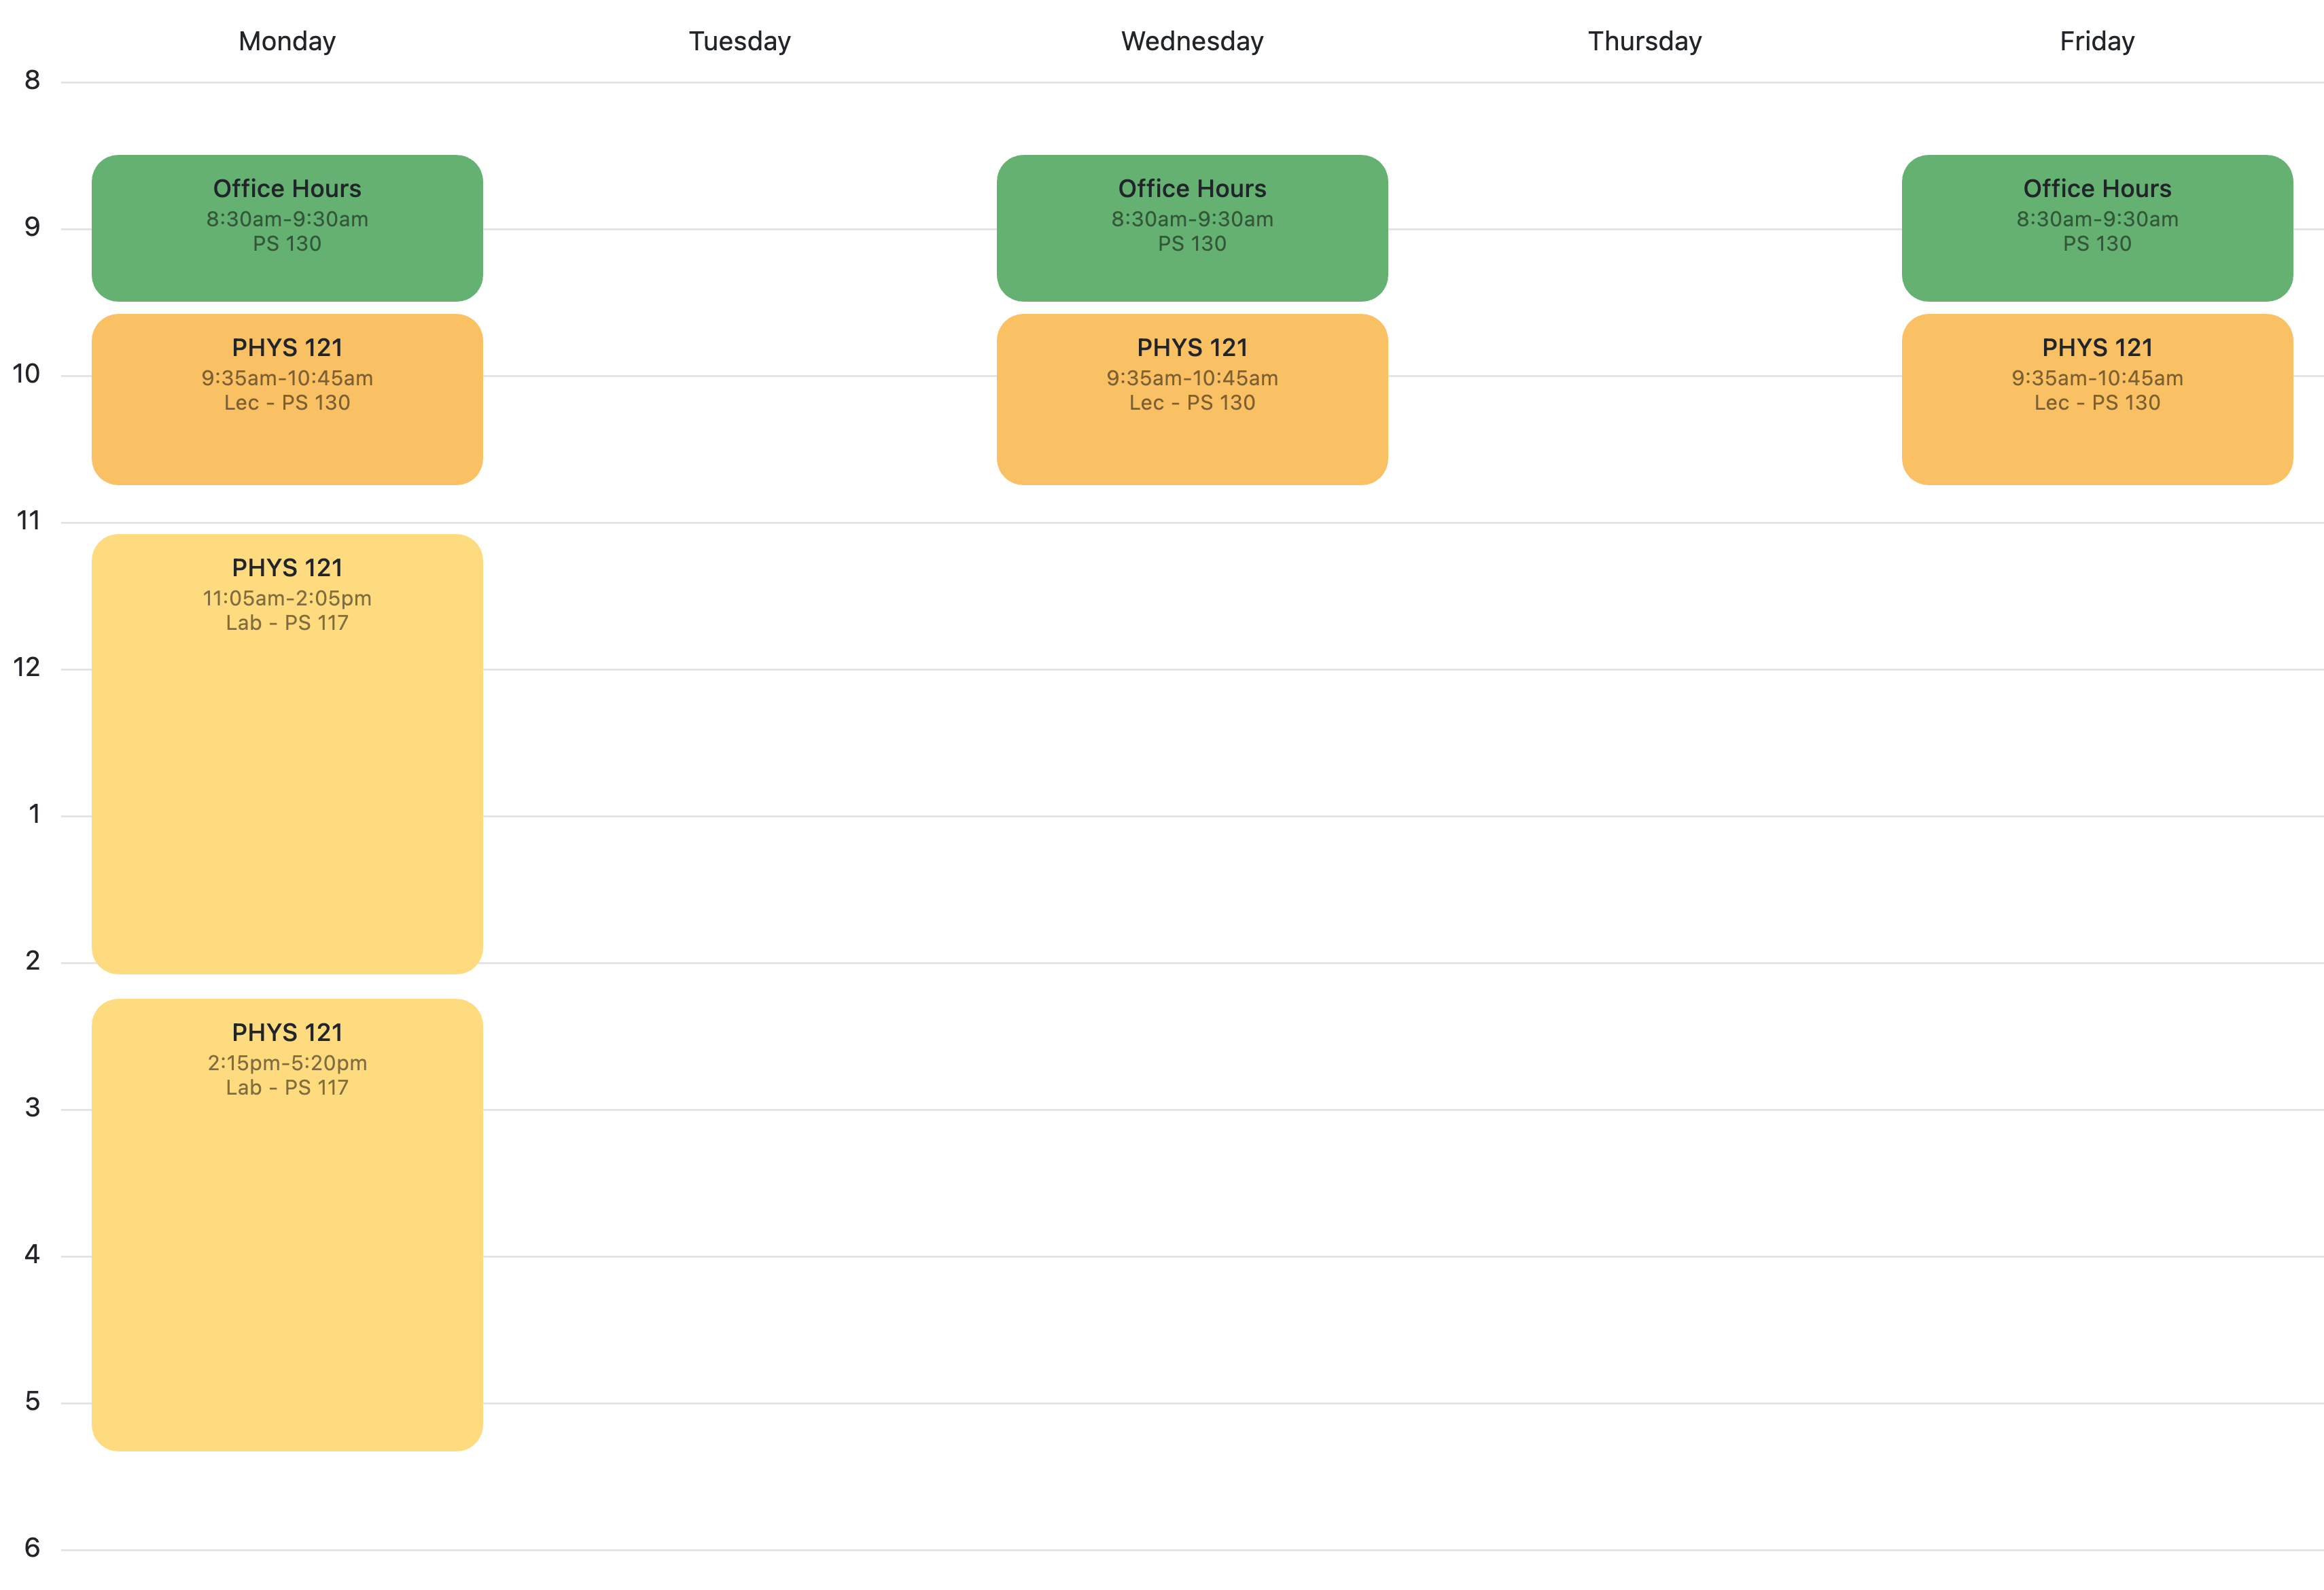 Monday
Tuesday
Wednesday
Thursday
Friday
8
Office Hours
8:30am-9:30am
PS 130
Office Hours
8:30am-9:30am
PS 130
Office Hours
8:30am-9:30am
PS 130
9
PHYS 121
9:35am-10:45am
Lec - PS 130
PHYS 121
9:35am-10:45am
Lec - PS 130
PHYS 121
9:35am-10:45am
Lec - PS 130
10
11
PHYS 121
11:05am-2:05pm
Lab - PS 117
12
1
2
PHYS 121
2:15pm-5:20pm
Lab - PS 117
3
4
5
6